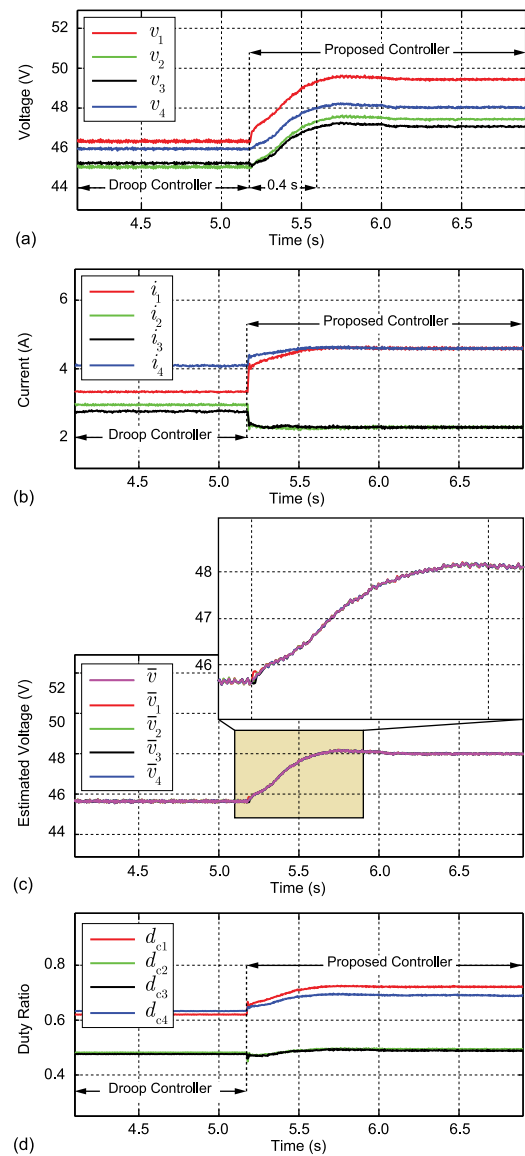 52
50
48
46
44
Voltage (V)
v1
v2
v3
v4
Proposed Controller
Droop Controller
0.4 s
4.5 5.0 5.5 6.0 6.5
Time (s)
(a)
6
4
2
Current (A)
i1
i2
i3
i4
Proposed Controller
Droop Controller
4.5 5.0 5.5 6.0 6.5
Time (s)
(b)
48
47
46
52
50
48
46
44
Estimated Voltage (V)
v̅
v̅1
v̅2
v̅3
v̅4
4.5 5.0 5.5 6.0 6.5
Time (s)
(c)
0.8
0.6
0.4
Duty Ratio
dc1
dc2
dc3
dc4
Proposed Controller
Droop Controller
4.5 5.0 5.5 6.0 6.5
Time (s)
(d)